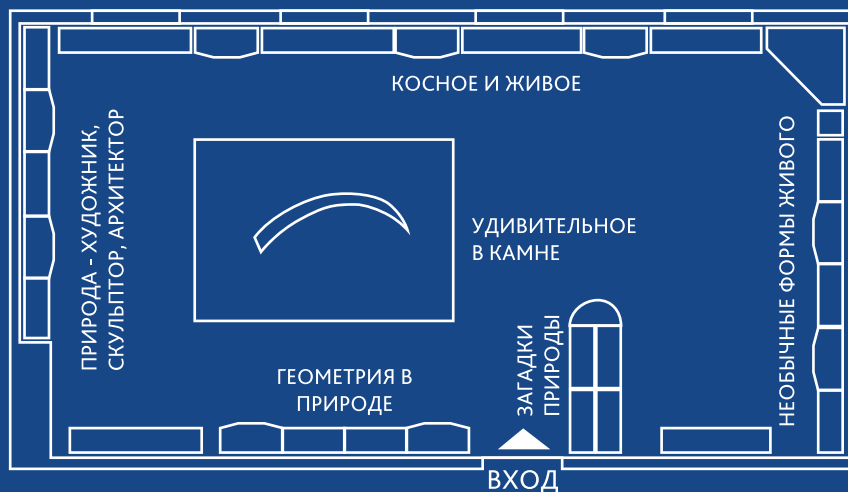 КОСНОЕ И ЖИВОЕ
ПРИРОДА - ХУДОЖНИК,
СКУЛЬПТОР, АРХИТЕКТОР
УДИВИТЕЛЬНОЕ
В КАМНЕ
НЕОБЫЧНЫЕ ФОРМЫ ЖИВОГО
ГЕОМЕТРИЯ В
ПРИРОДЕ
ЗАГАДКИ
ПРИРОДЫ
ВХОД